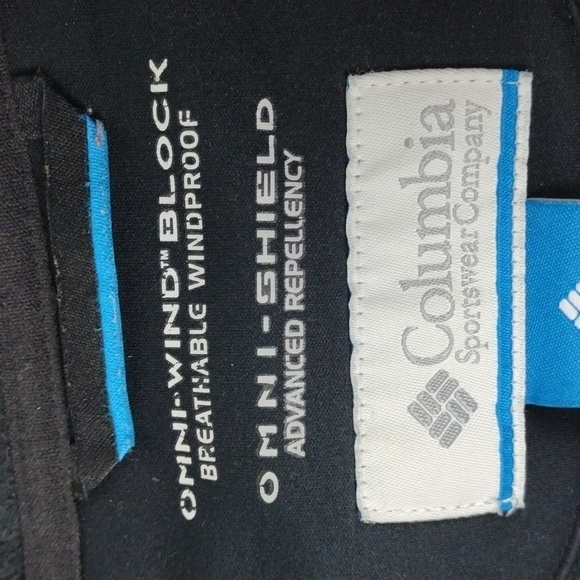 OMNI-WIND™ BLOCK
BREATHABLE WINDPROOF
OMNI-SHIELD
ADVANCED REPELLENCY
Columbia
Sportswear Company